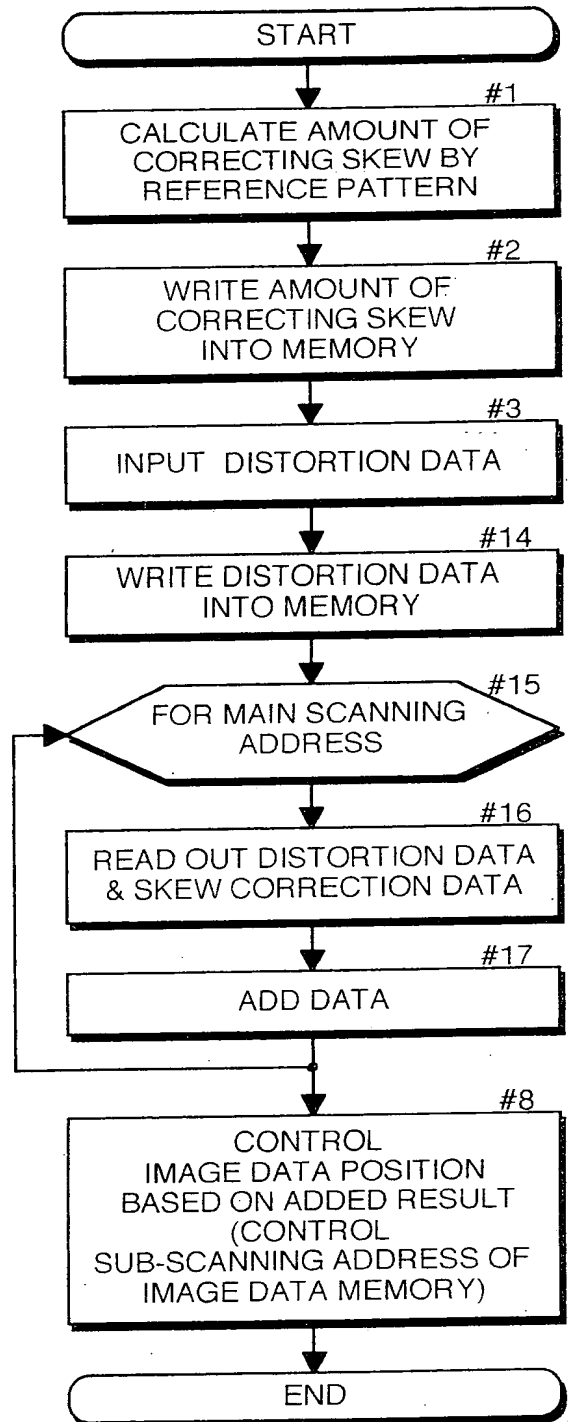 START
#1
CALCULATE AMOUNT OF
CORRECTING SKEW BY
REFERENCE PATTERN
#2
WRITE AMOUNT OF
CORRECTING SKEW
INTO MEMORY
#3
INPUT DISTORTION DATA
#14
WRITE DISTORTION DATA
INTO MEMORY
#15
FOR MAIN SCANNING
ADDRESS
#16
READ OUT DISTORTION DATA
& SKEW CORRECTION DATA
#17
ADD DATA
#8
CONTROL
IMAGE DATA POSITION
BASED ON ADDED RESULT
(CONTROL
SUB-SCANNING ADDRESS OF
IMAGE DATA MEMORY)
END